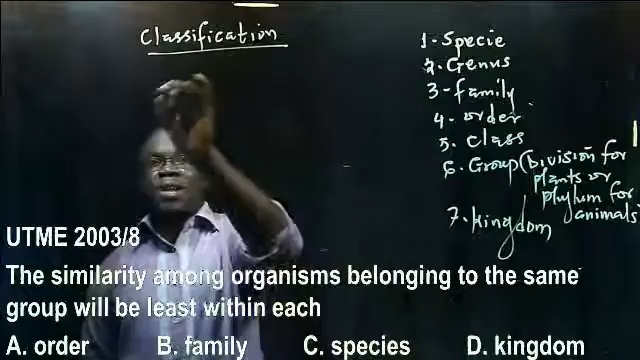 Classification
1. Specie
2. Genus
3 - family
4. order
5. class
6. Group (Division for
plants or
phylum for
animals
7. kingdom
UTME 2003/8
The similarity among organisms belonging to the same
group will be least within each
A. order B. family C. species D. kingdom